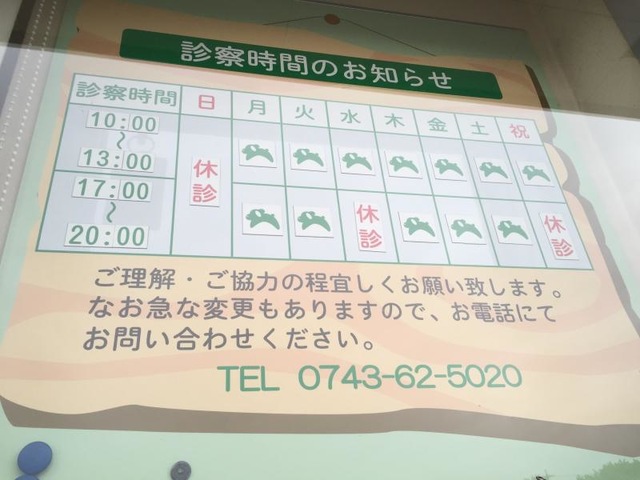 診察時間のお知らせ
診察時間 日 月 火 水 木 金 土 祝
10:00
〜
13:00
休診
17:00
〜
20:00
休診
休診
ご理解・ご協力の程宜しくお願い致します。
なお急な変更もありますので、お電話にて
お問い合わせください。
TEL 0743-62-5020